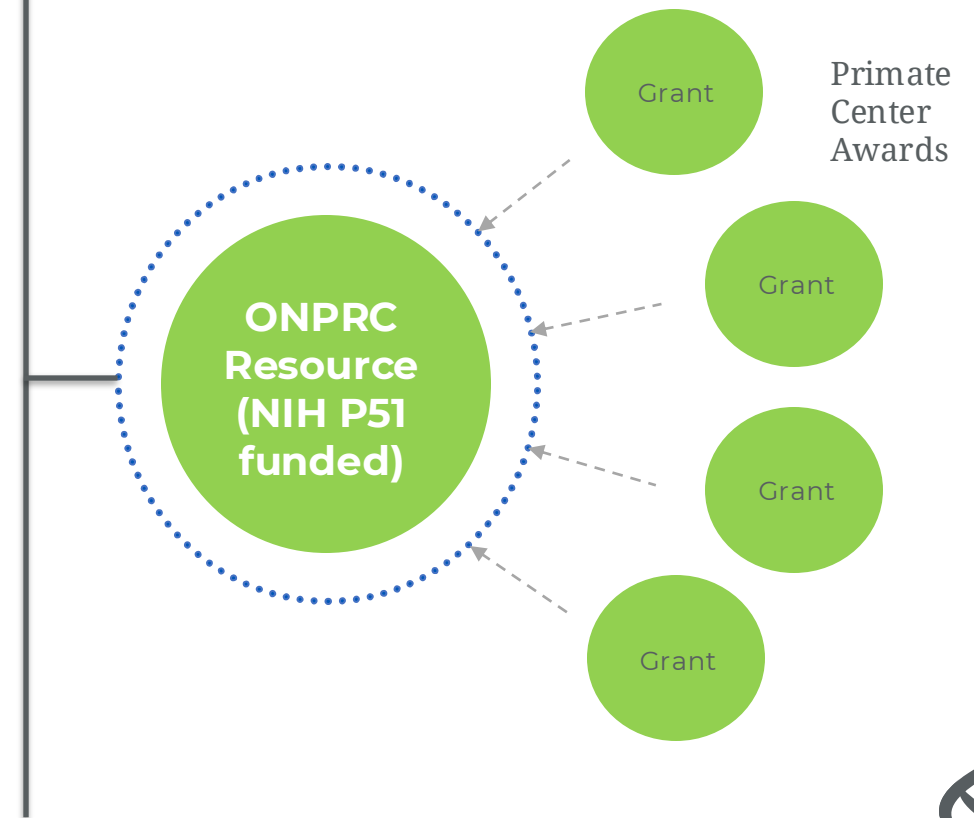 Grant
Primate
Center
Awards
Grant
ONPRC
Resource
(NIH P51
funded)
Grant
Grant